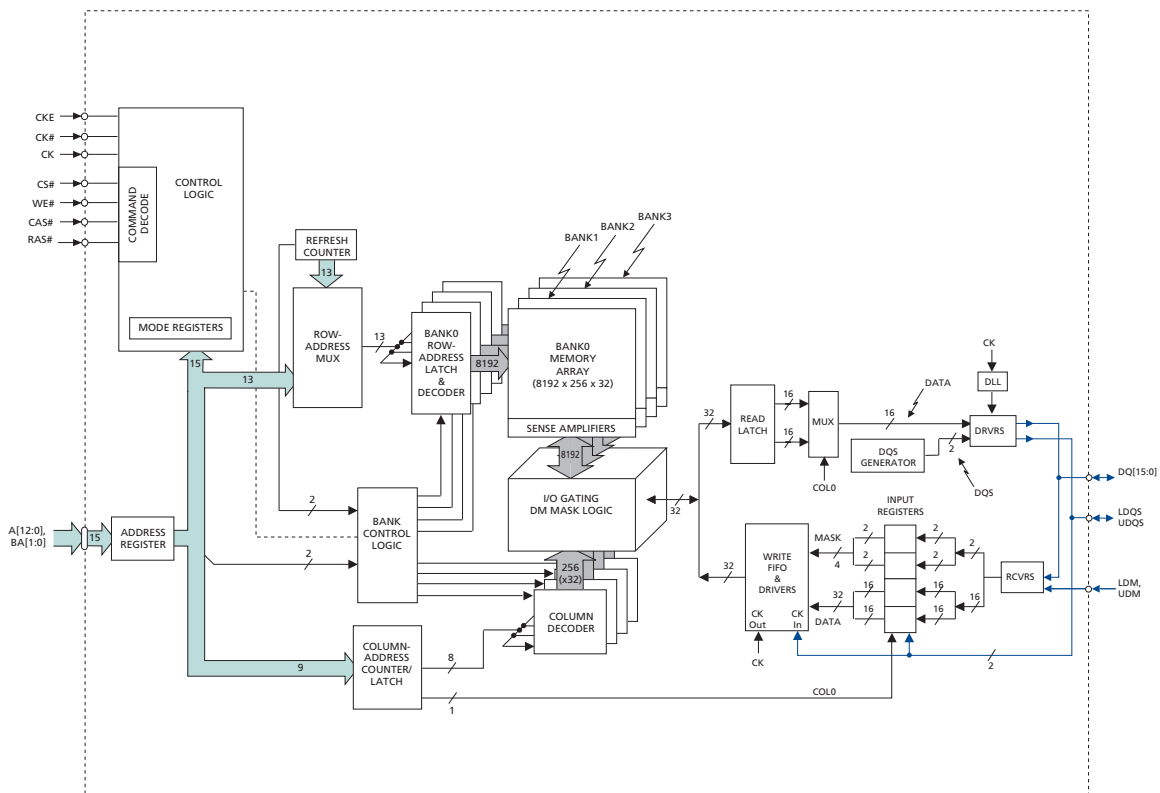 CKE
CK#
CK
CS#
WE#
CAS#
RAS#
COMMAND
DECODE
CONTROL
LOGIC
MODE REGISTERS
15
13
REFRESH
COUNTER
13
ROW-
ADDRESS
MUX
13
BANK0
ROW-
ADDRESS
LATCH
&
DECODER
8192
BANK1
BANK2
BANK3
BANK0
MEMORY
ARRAY
(8192 x 256 x 32)
SENSE AMPLIFIERS
8192
I/O GATING
DM MASK LOGIC
32
256
(x32)
COLUMN
DECODER
A[12:0],
BA[1:0]
15
ADDRESS
REGISTER
2
2
BANK
CONTROL
LOGIC
9
COLUMN-
ADDRESS
COUNTER/
LATCH
8
1
COL0
32
READ
LATCH
16
16
MUX
COL0
16
DATA
DQS
GENERATOR
2
DQS
CK
DLL
DRVRS
DQ[15:0]
LDQS
UDQS
LDM,
UDM
INPUT
REGISTERS
32
WRITE
FIFO
&
DRIVERS
CK
Out
CK
In
CK
MASK
4
32
DATA
2
2
16
16
2
2
16
16
2
16
RCVRS
2